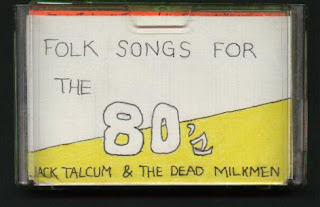 FOLK SONGS FOR
THE
80's
JACK TALCUM & THE DEAD MILKMEN